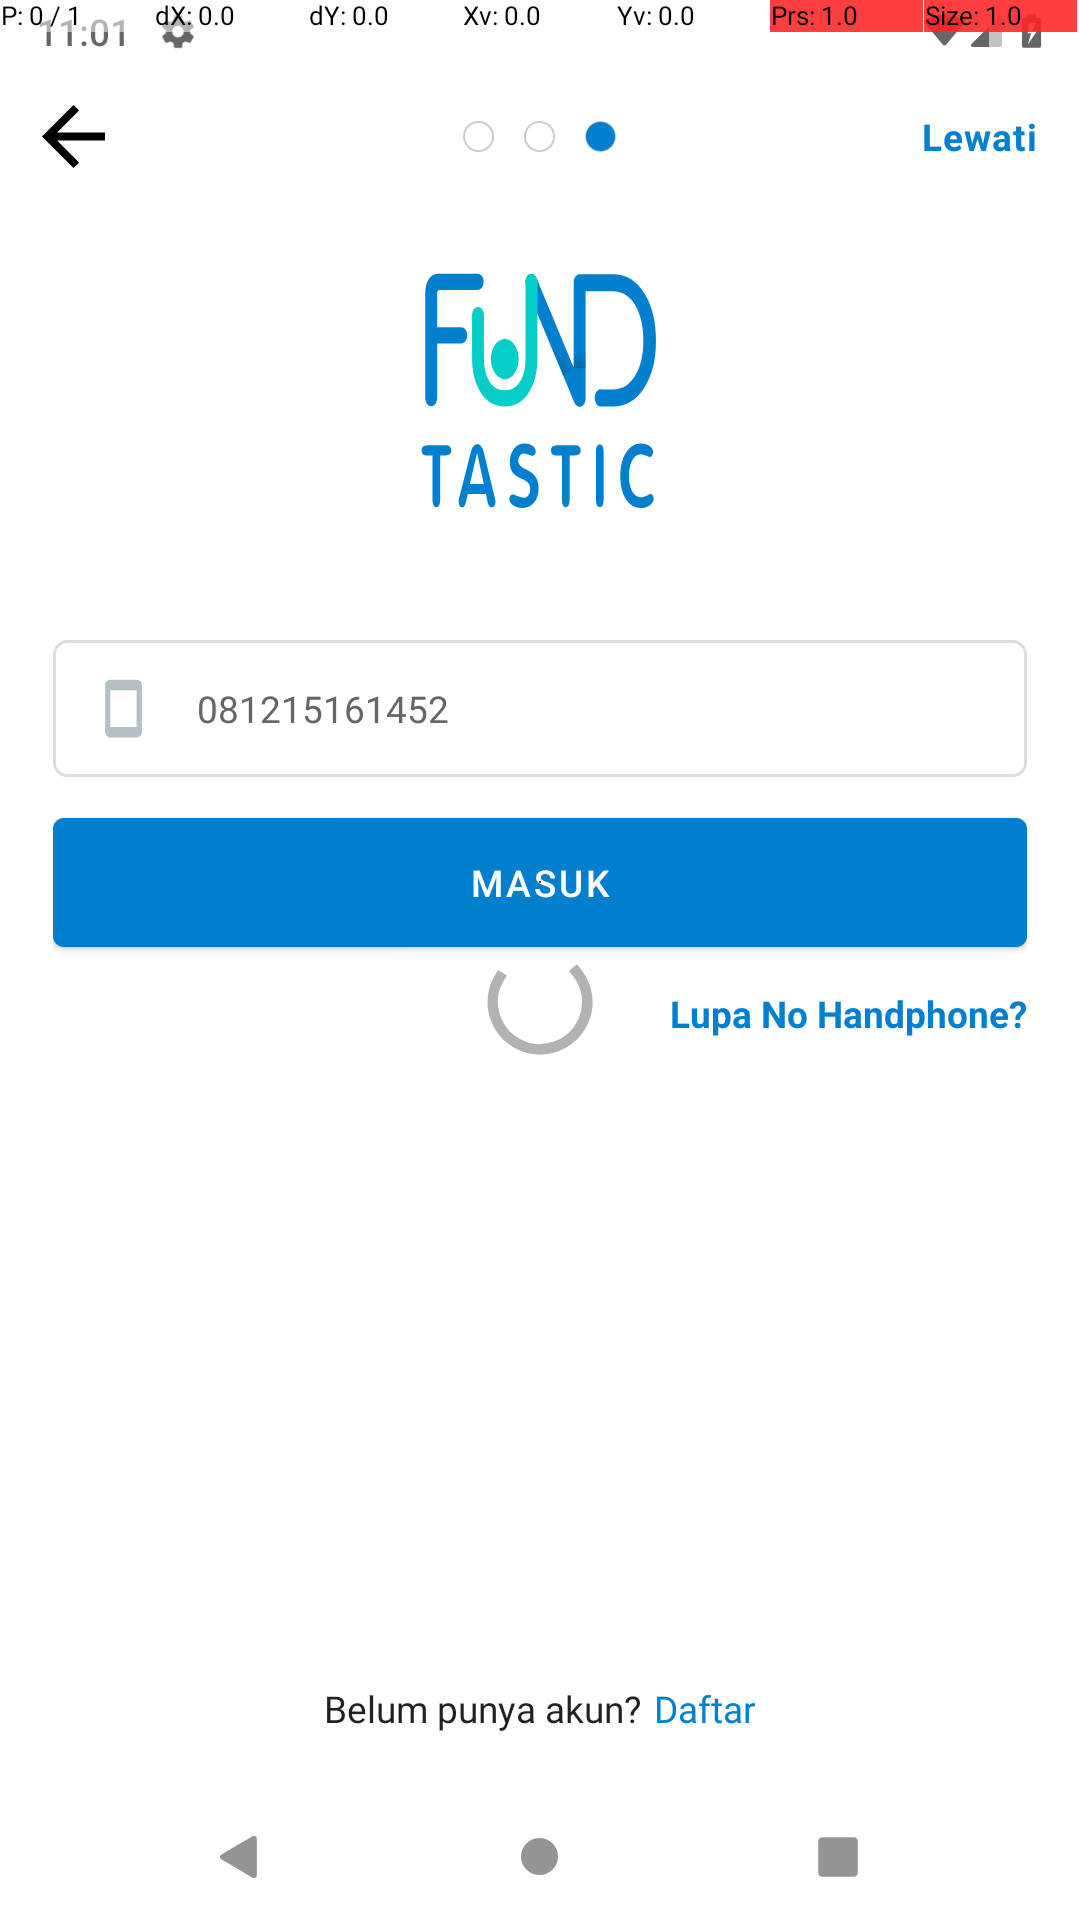 P: 0 / 1 dX: 0.0 dY: 0.0 Xv: 0.0 Yv: 0.0 Prs: 1.0 Size: 1.0
11:01
Lewati
FUND
TASTIC
081215161452
MASUK
Lupa No Handphone?
Belum punya akun? Daftar